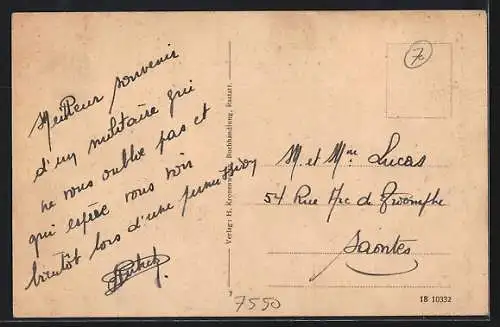 Meilleur souvenir
d'un militaire qui
ne vous oublie pas et
qui espère vous voir
bientôt lors d'une permission
Verlag: H. Kronenwerth, Buchhandlung, Rastatt.
70
M. et Mme Lucas
54 Rue Arc de Triomphe
Saintes
7550
18 10332